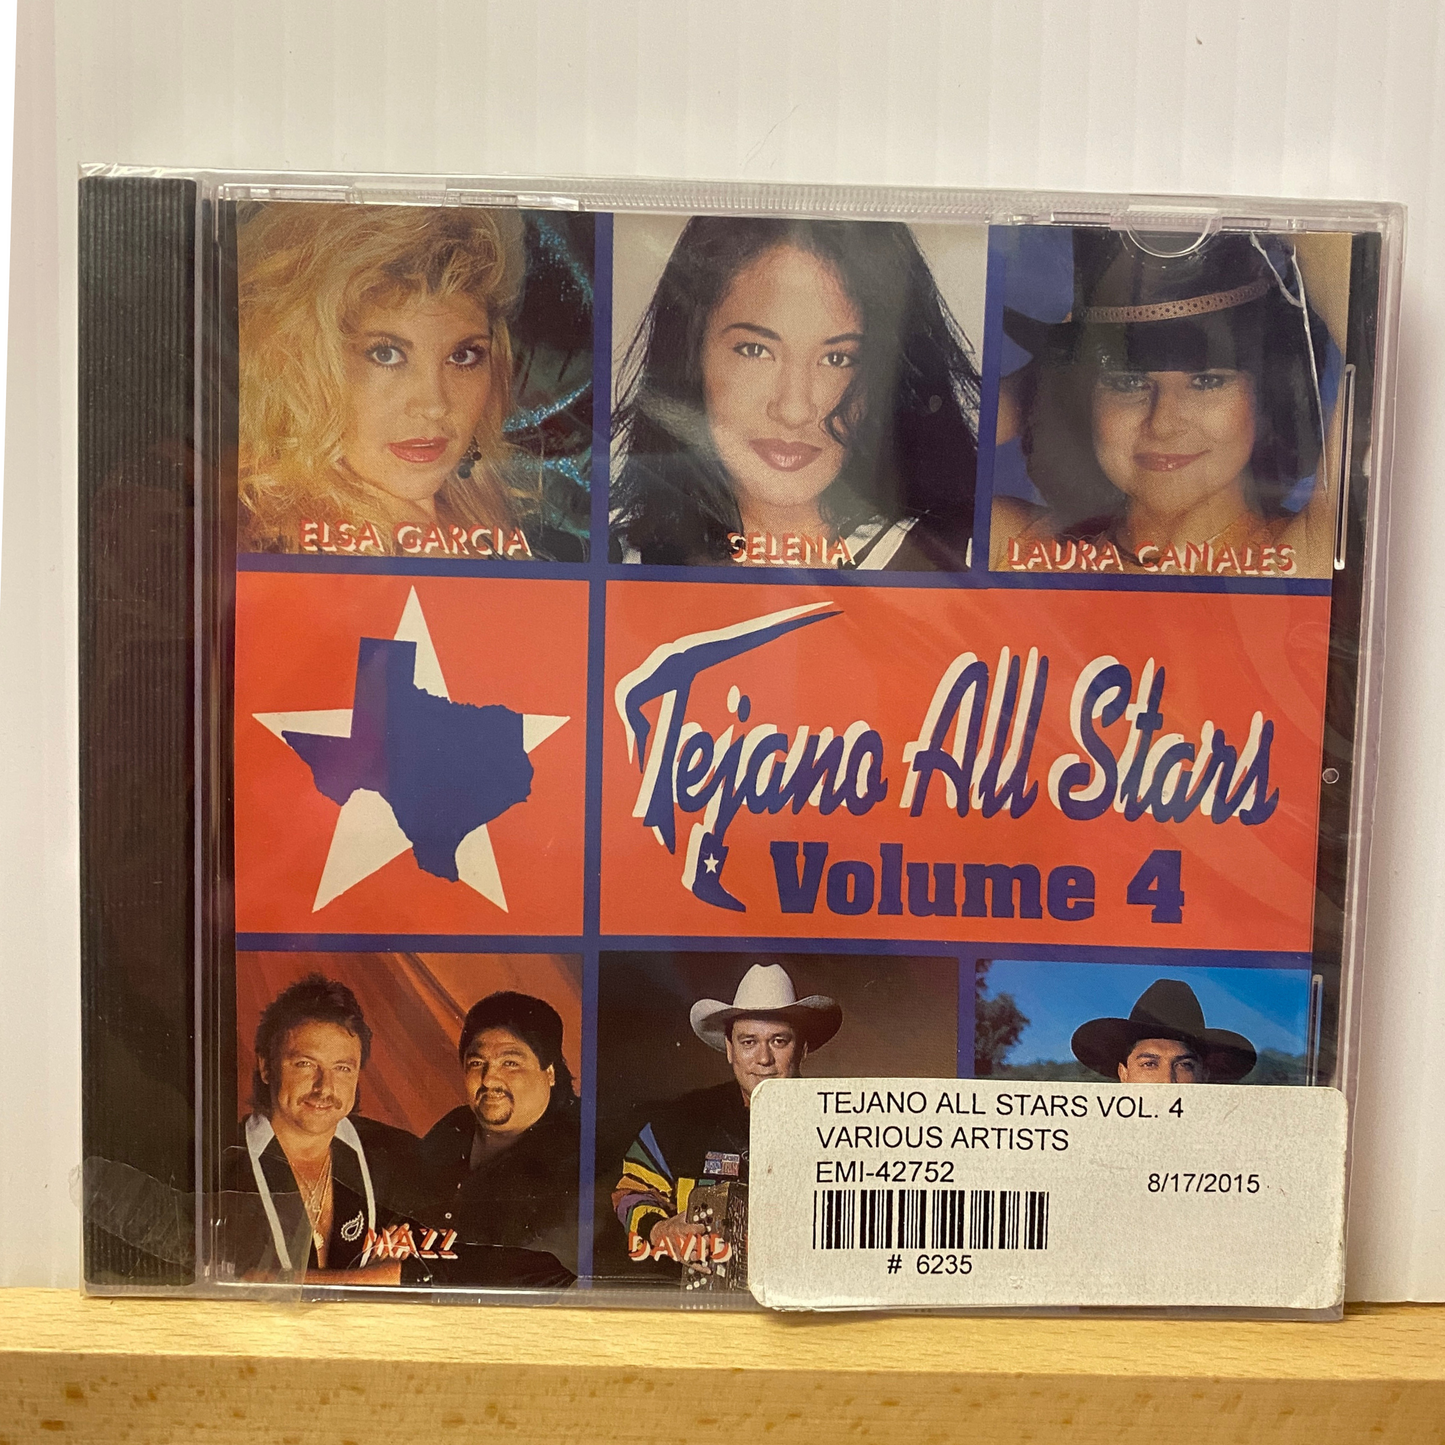 ELSA GARCIA
SELENA
LAURA CANALES
Tejano All Stars
Volume 4
MAZZ
DAVID
TEJANO ALL STARS VOL. 4
VARIOUS ARTISTS
EMI-42752
8/17/2015
# 6235